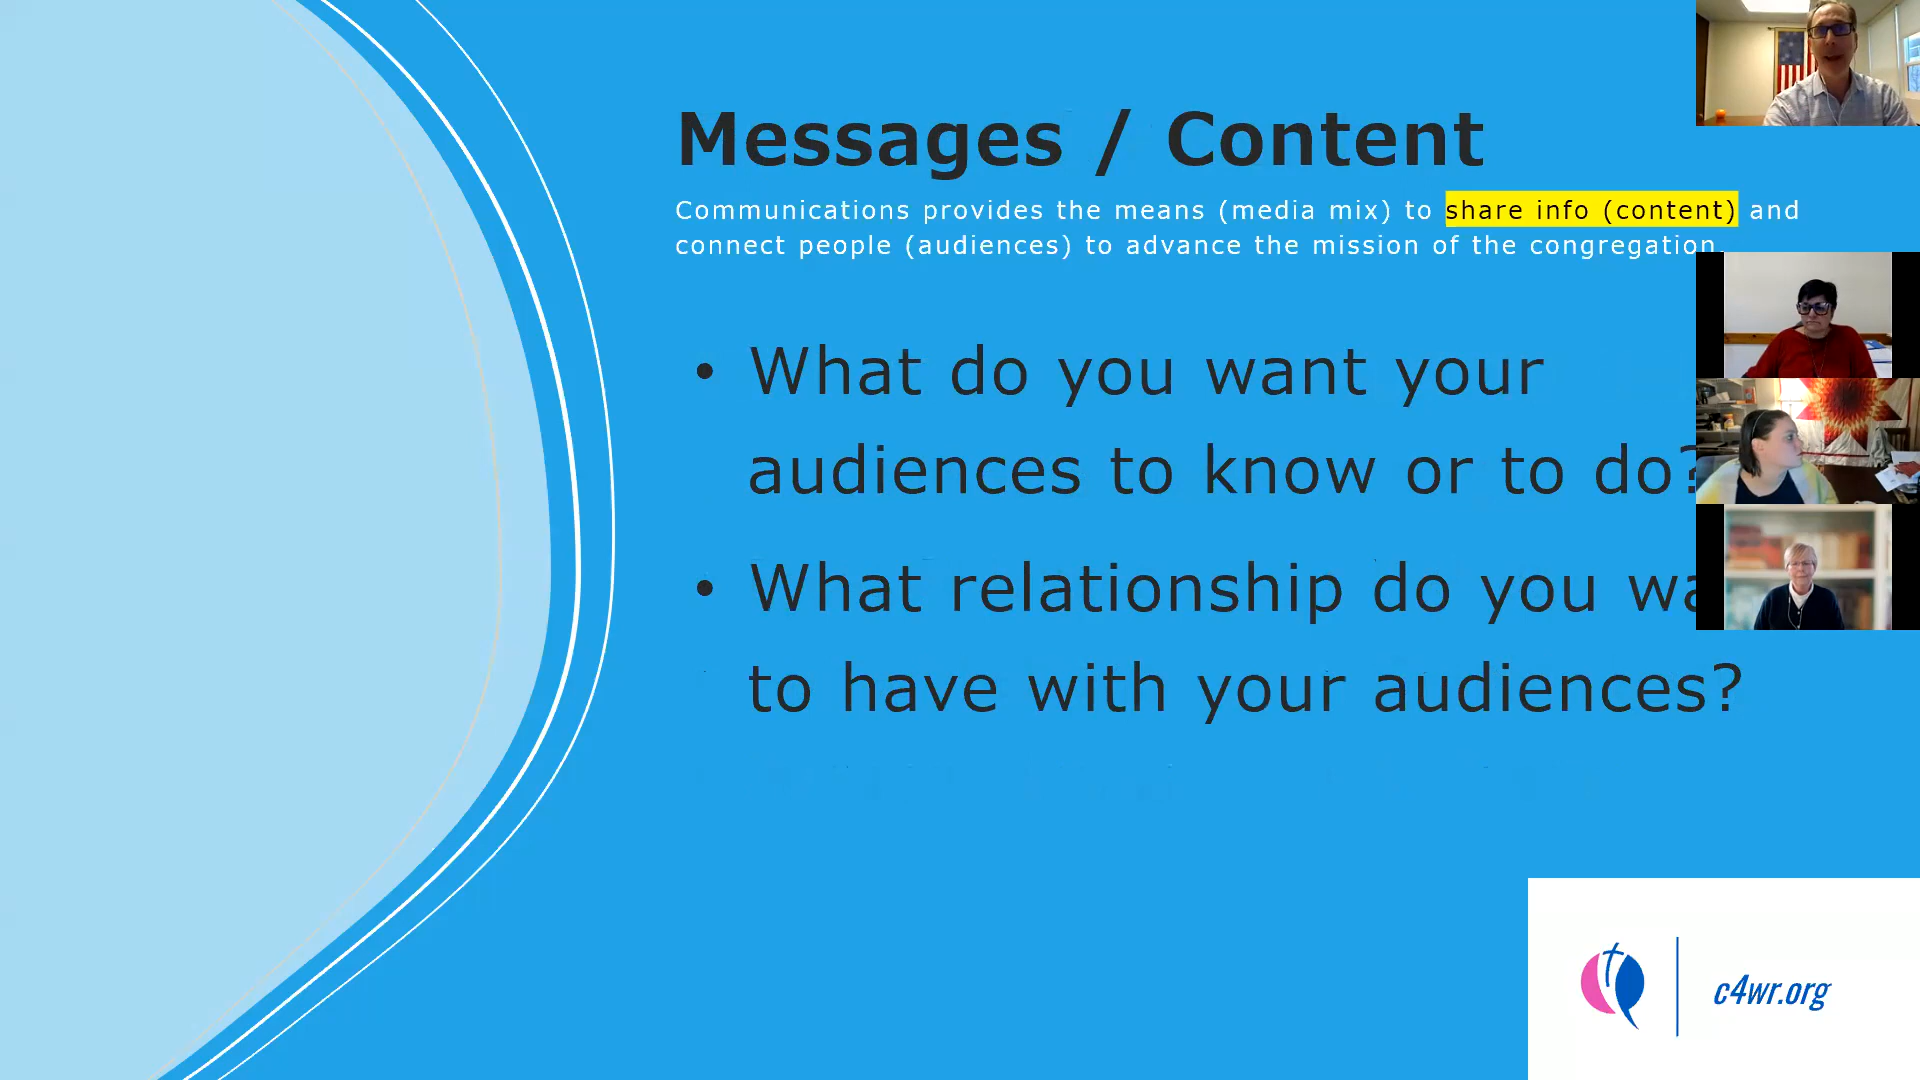 Messages / Content
Communications provides the means (media mix) to share info (content) and
connect people (audiences) to advance the mission of the congregation.
• What do you want your
audiences to know or to do?
• What relationship do you
to have with your audiences?
c4wr.org